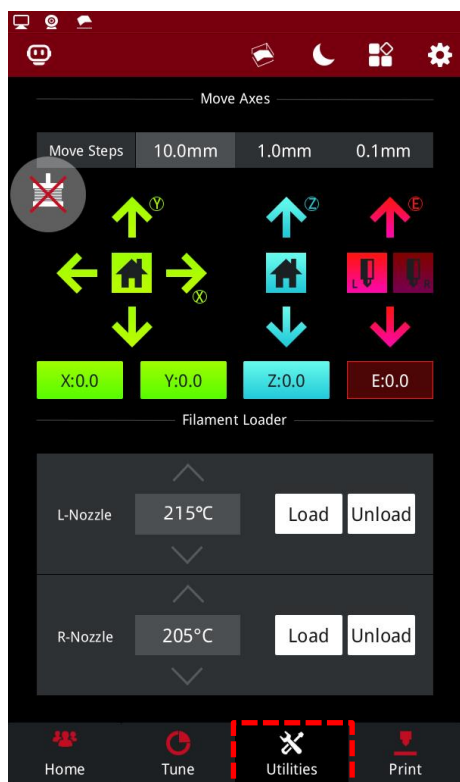 Move Axes
Move Steps 10.0mm 1.0mm 0.1mm
Y Z E
X L R
X:0.0 Y:0.0 Z:0.0 E:0.0
Filament Loader
L-Nozzle 215℃ Load Unload
R-Nozzle 205°C Load Unload
Home Tune Utilities Print